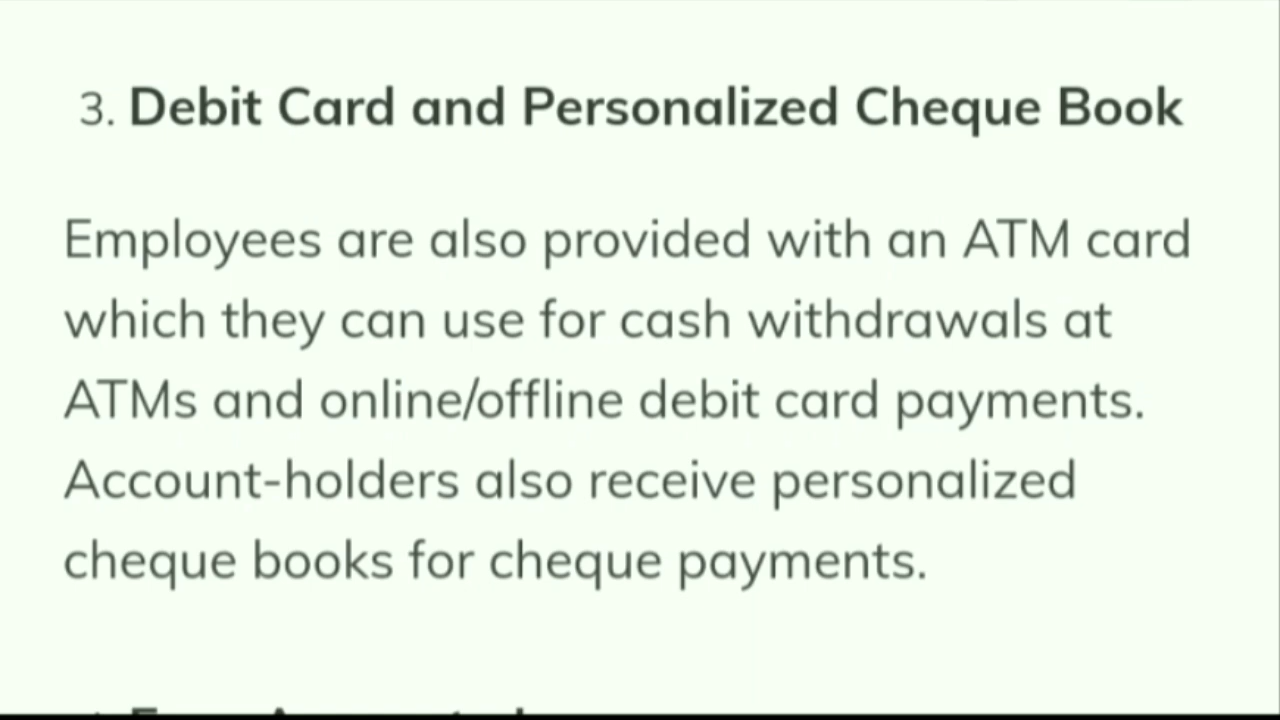 3. Debit Card and Personalized Cheque Book
Employees are also provided with an ATM card
which they can use for cash withdrawals at
ATMs and online/offline debit card payments.
Account-holders also receive personalized
cheque books for cheque payments.